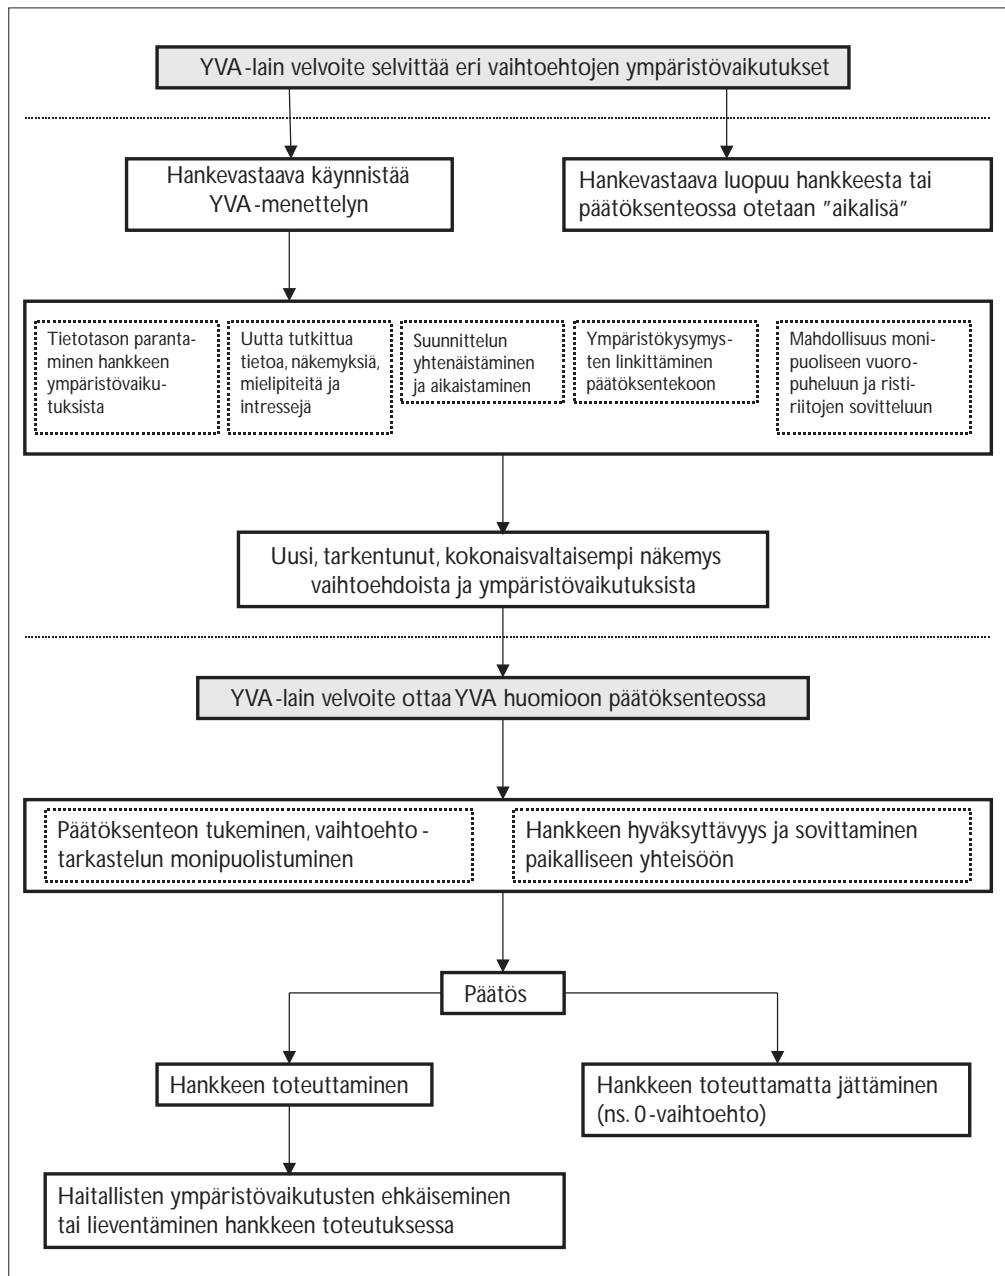 YVA-lain velvoite selvittää eri vaihtoehtojen ympäristövaikutukset
Hankevastaava käynnistää
YVA-menettelyn
Hankevastaava luopuu hankkeesta tai
päätöksenteossa otetaan "aikalisä"
Tietotason paranta-
minen hankkeen
ympäristövaiku-
tuksista
Uutta tutkittua
tietoa, näkemyksiä,
mielipiteitä ja
intressejä
Suunnittelun
yhtenäistäminen
ja aikaistaminen
Ympäristökysymys-
ten linkittäminen
päätöksentekoon
Mahdollisuus moni-
puoliseen vuoro-
puheluun ja risti-
riitojen sovitteluun
Uusi, tarkentunut, kokonaisvaltaisempi näkemys
vaihtoehdoista ja ympäristövaikutuksista
YVA-lain velvoite ottaa YVA huomioon päätöksenteossa
Päätöksenteon tukeminen, vaihtoehto-
tarkastelun monipuolistuminen
Hankkeen hyväksyttävyys ja sovittaminen
paikalliseen yhteisöön
Päätös
Hankkeen toteuttaminen
Hankkeen toteuttamatta jättäminen
(ns. 0-vaihtoehto)
Haitallisten ympäristövaikutusten ehkäiseminen
tai lieventäminen hankkeen toteutuksessa